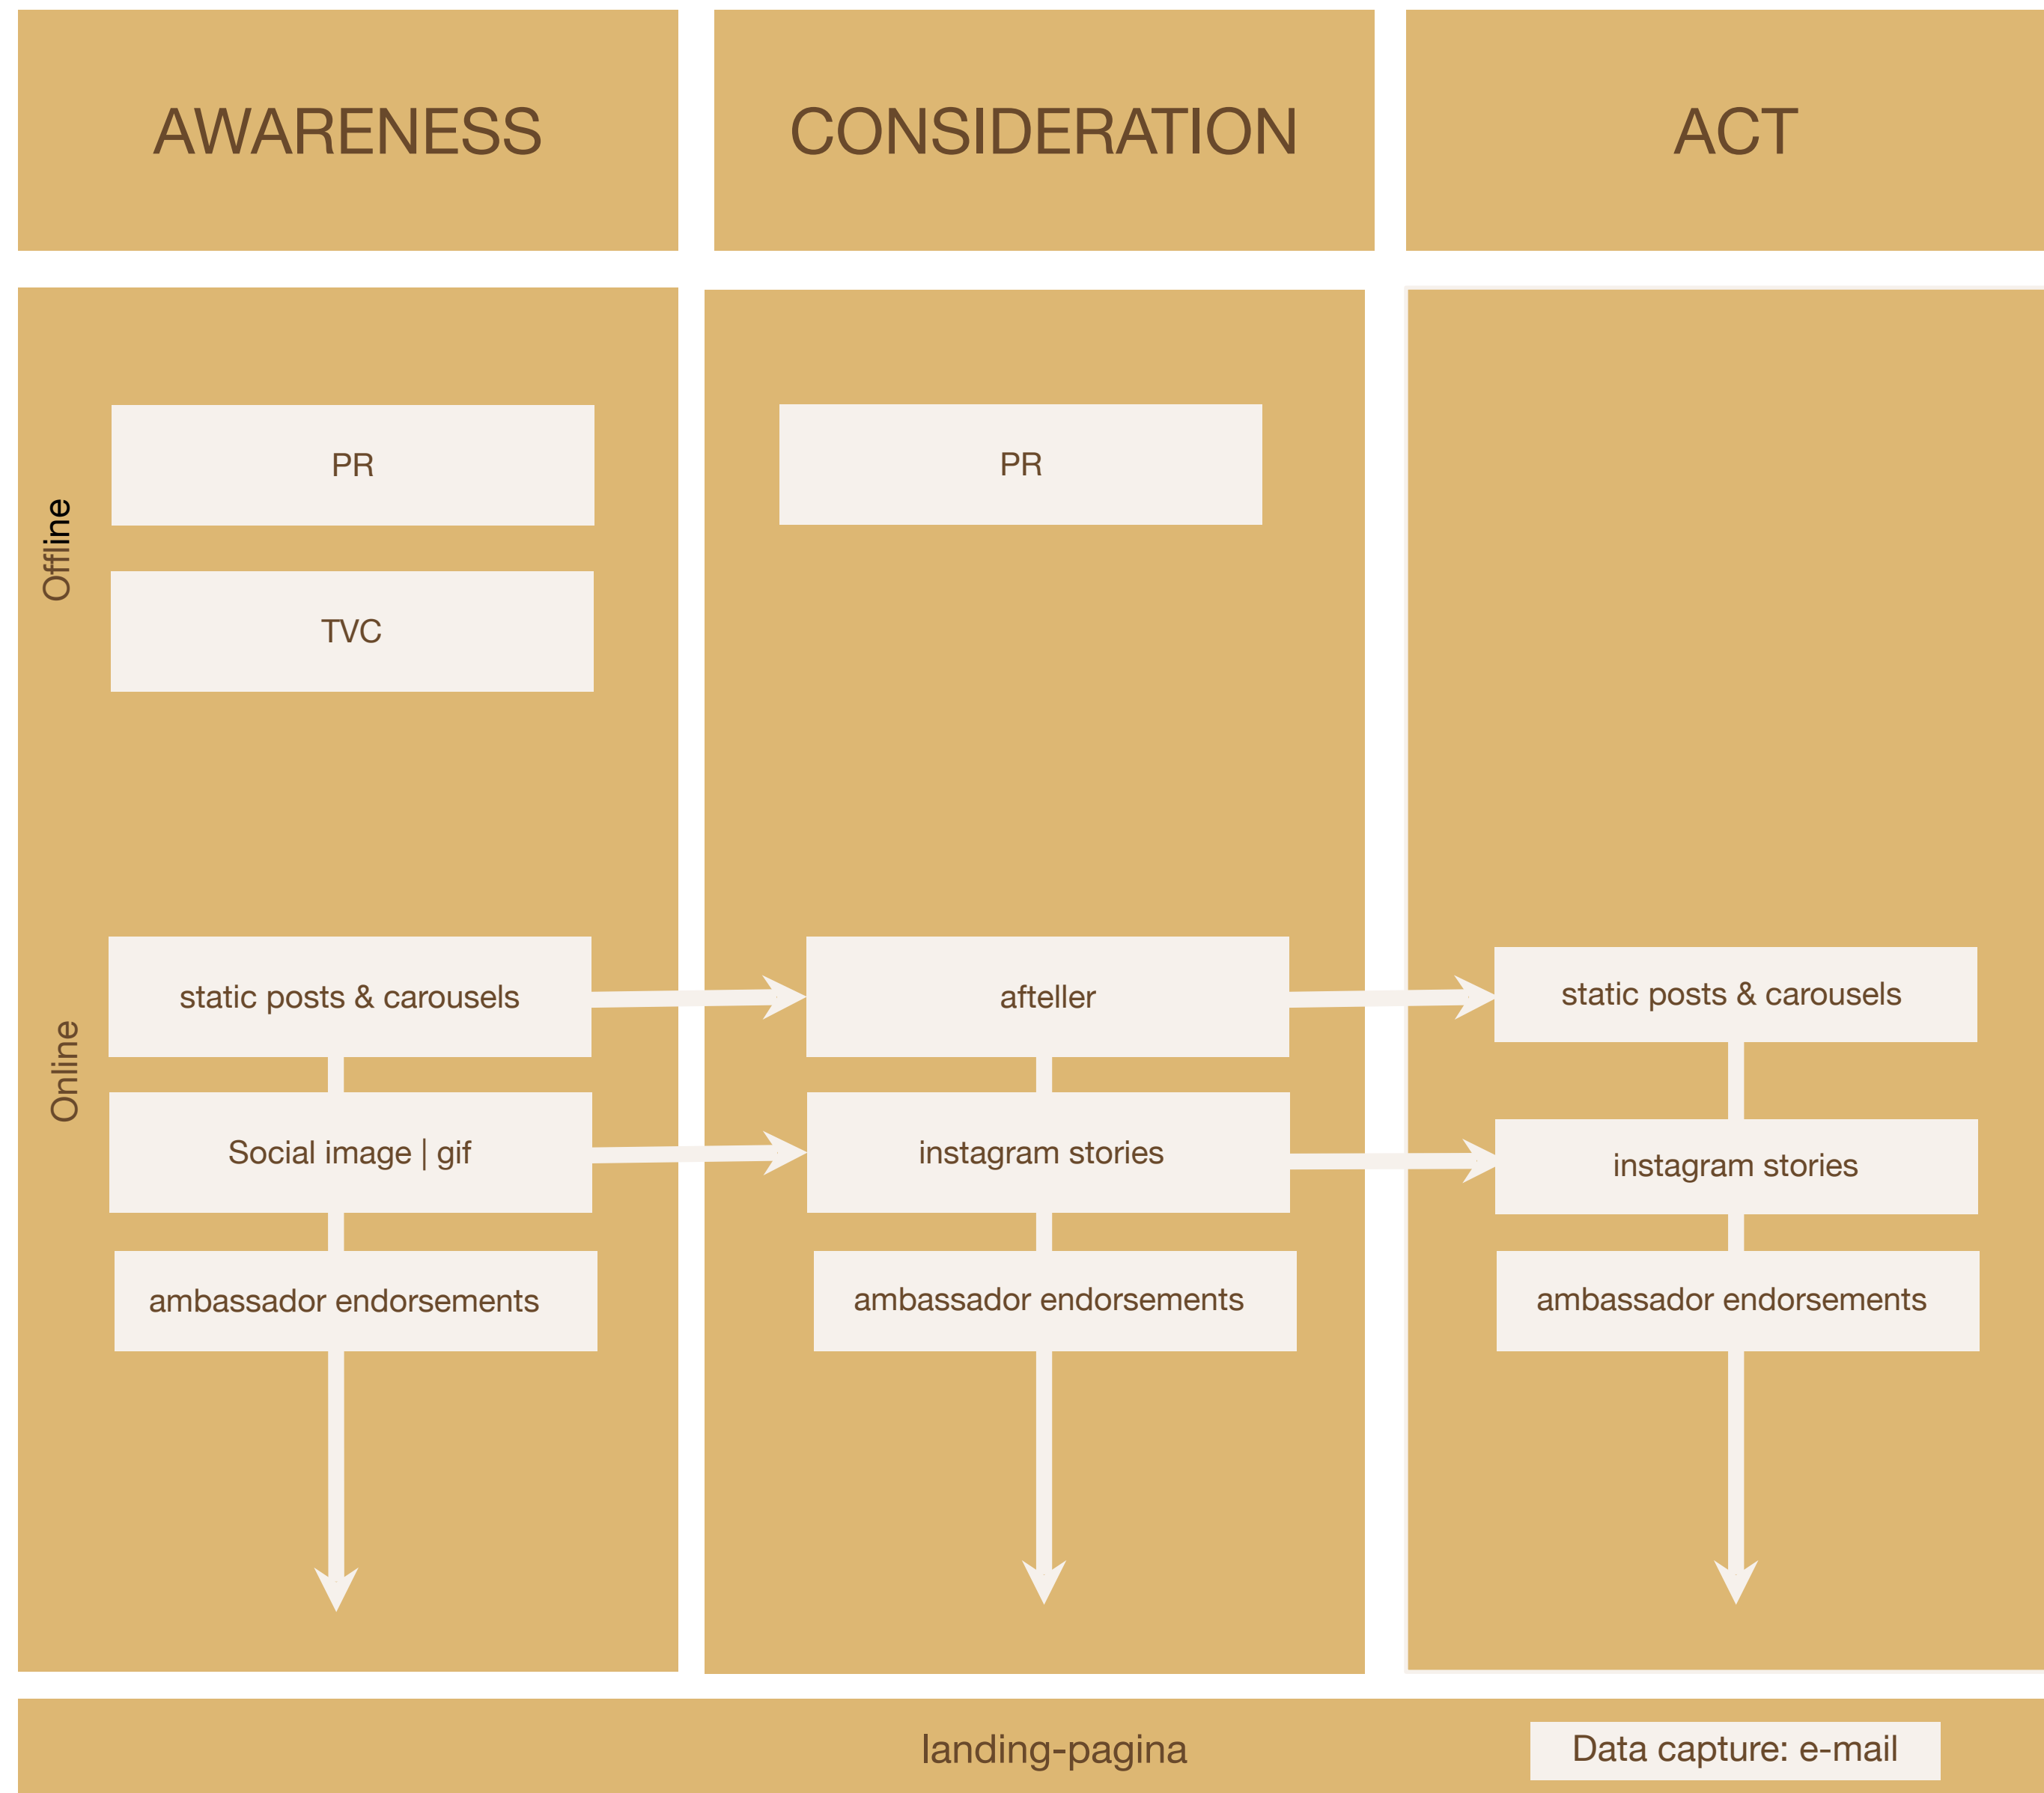 AWARENESS
CONSIDERATION
ACT
Offline
PR
PR
TVC
Online
static posts & carousels
afteller
static posts & carousels
Social image | gif
instagram stories
instagram stories
ambassador endorsements
ambassador endorsements
ambassador endorsements
landing-pagina
Data capture: e-mail